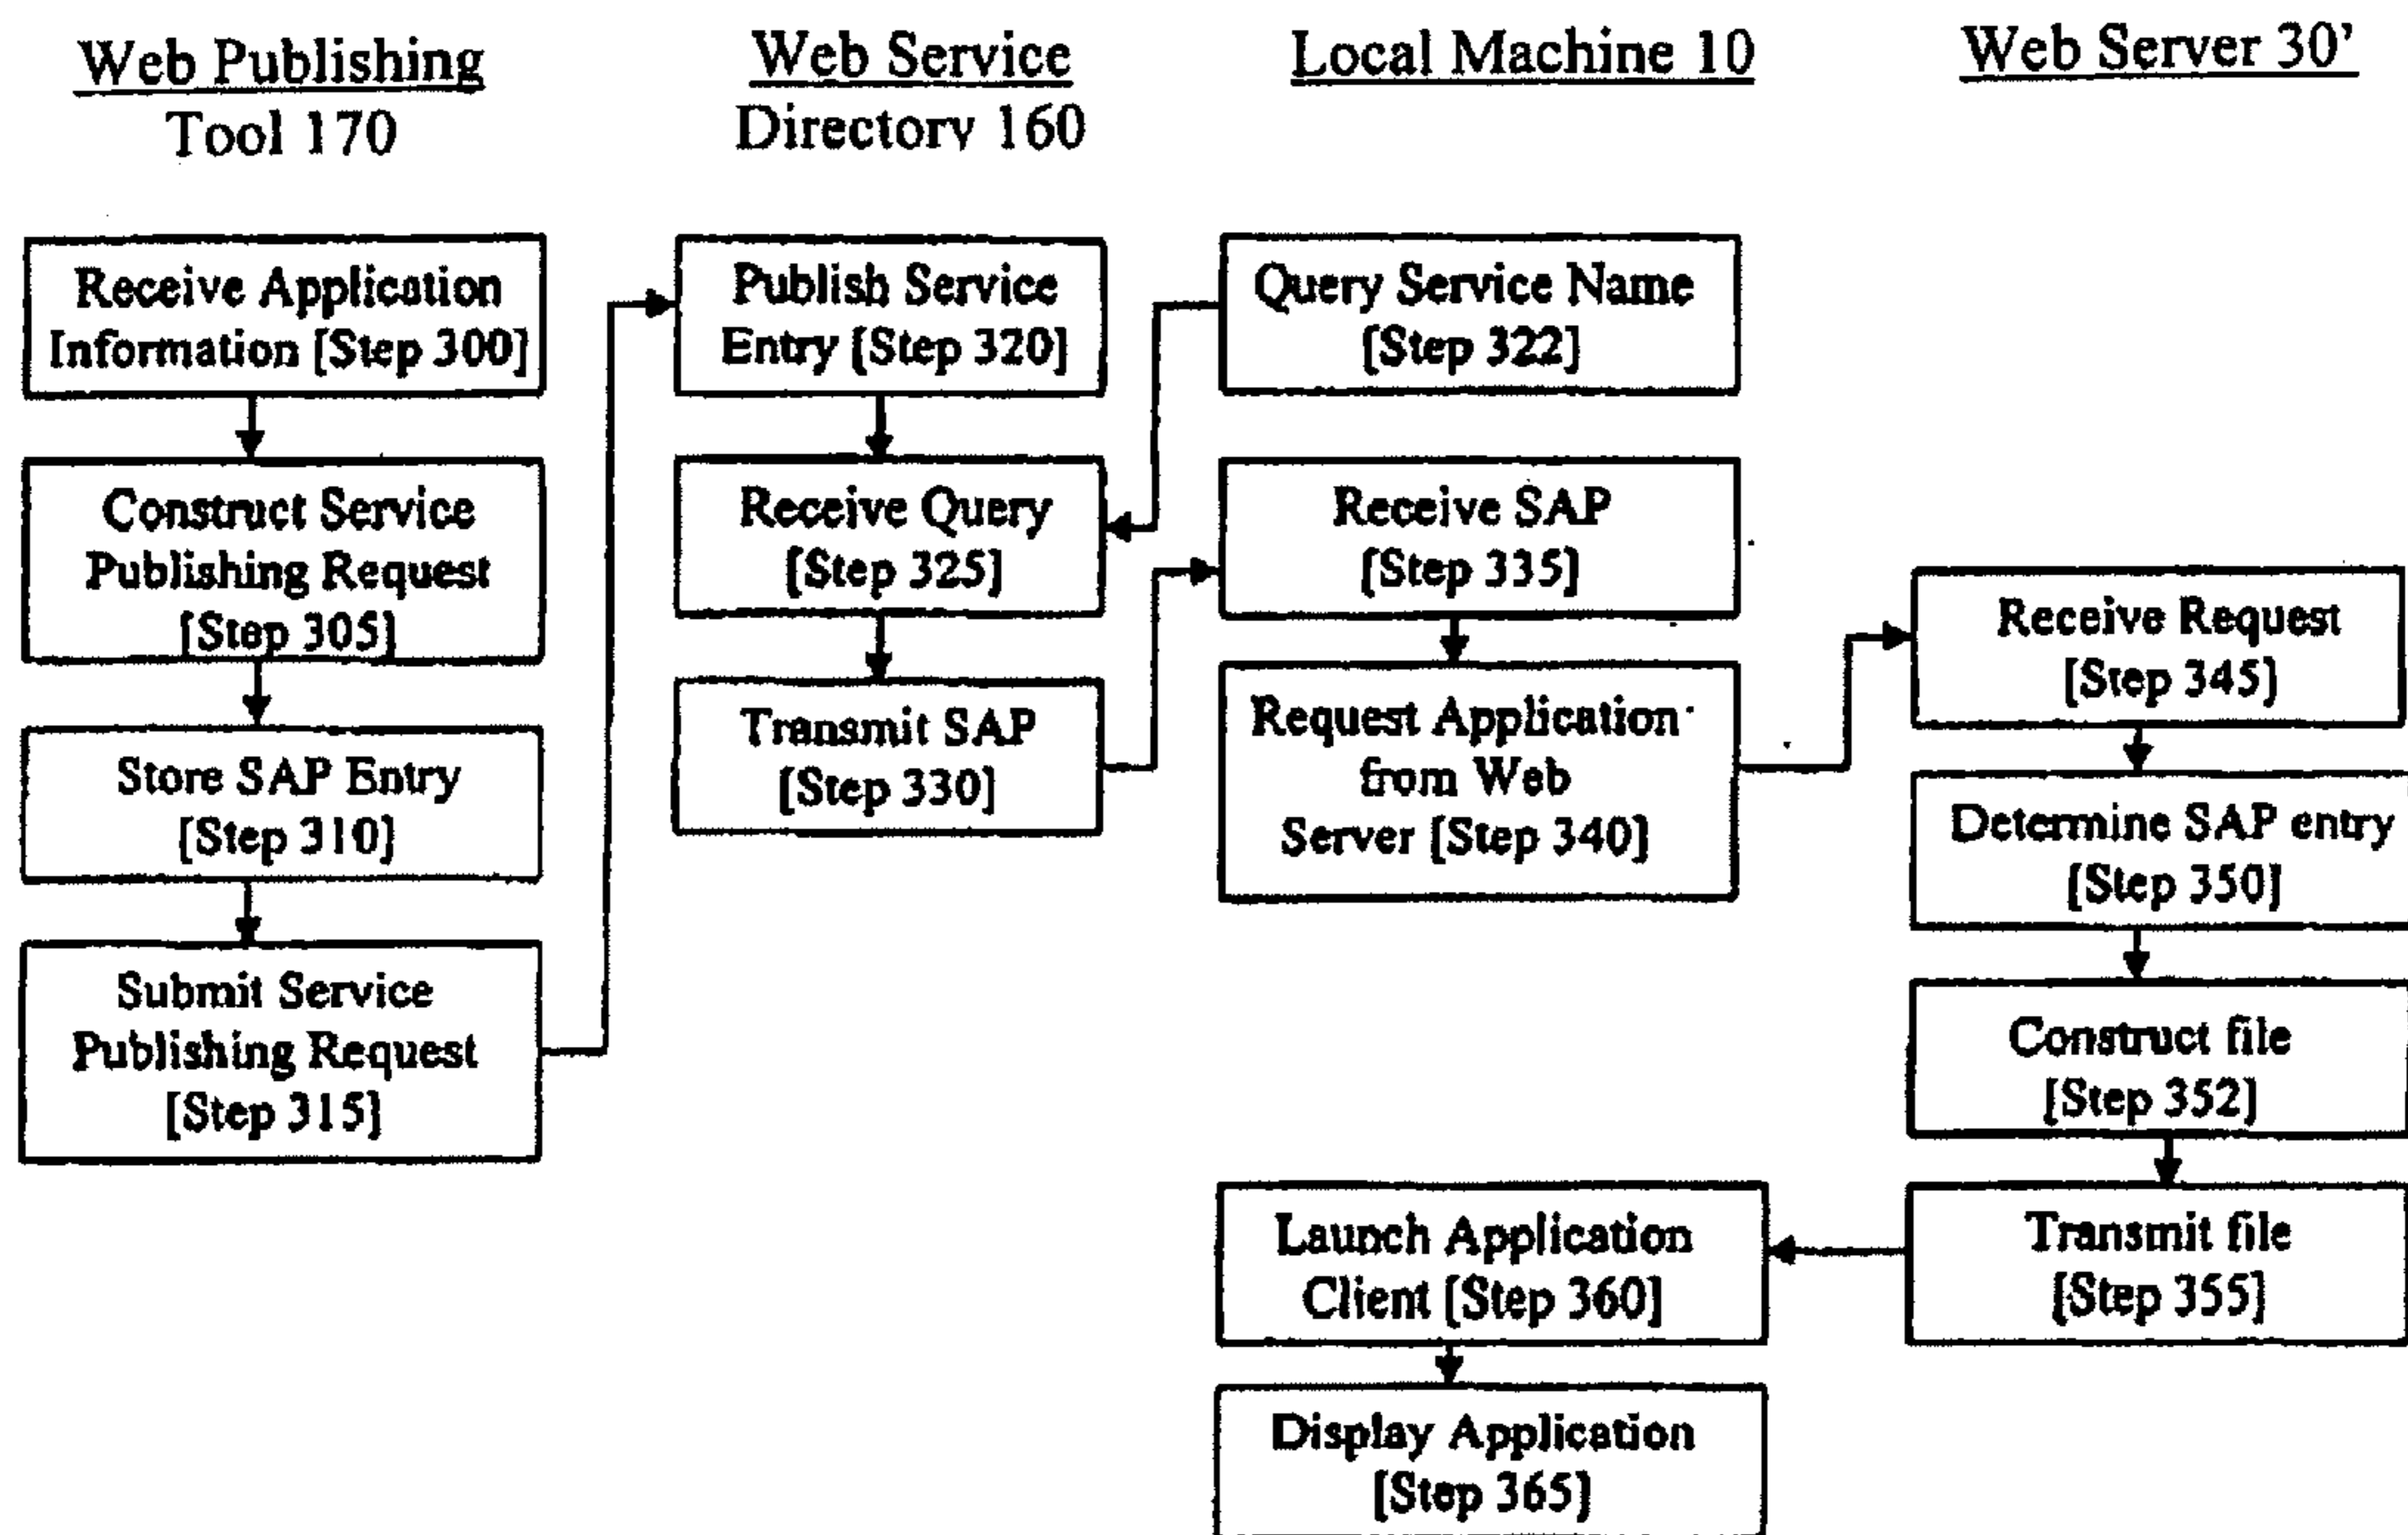 Web Publishing
Tool 170
Web Service
Directory 160
Local Machine 10
Web Server 30'
Receive Application
Information [Step 300]
Construct Service
Publishing Request
[Step 305]
Store SAP Entry
[Step 310]
Submit Service
Publishing Request
[Step 315]
Publish Service
Entry [Step 320]
Receive Query
[Step 325]
Transmit SAP
[Step 330]
Query Service Name
[Step 322]
Receive SAP
[Step 335]
Request Application
from Web
Server [Step 340]
Receive Request
[Step 345]
Determine SAP entry
[Step 350]
Construct file
[Step 352]
Transmit file
[Step 355]
Launch Application
Client [Step 360]
Display Application
[Step 365]